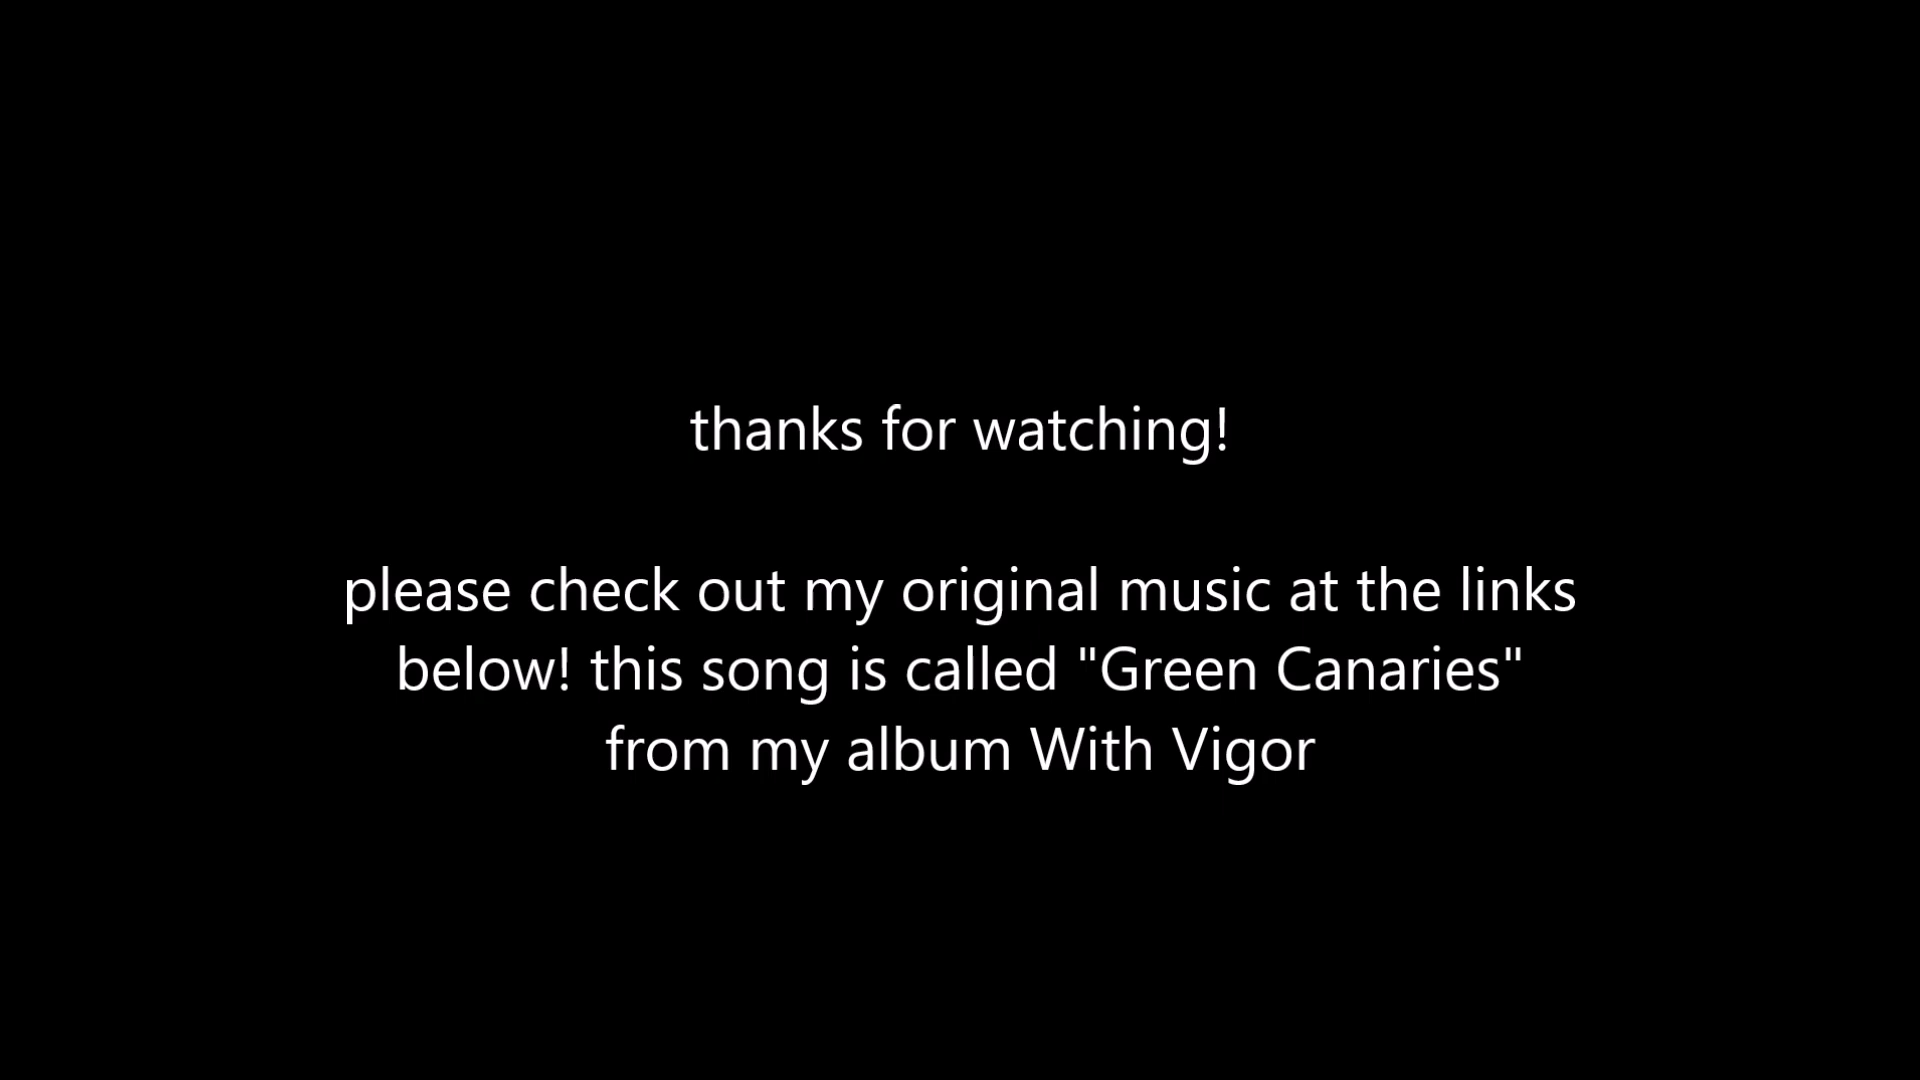 thanks for watching!
please check out my original music at the links
below! this song is called "Green Canaries"
from my album With Vigor